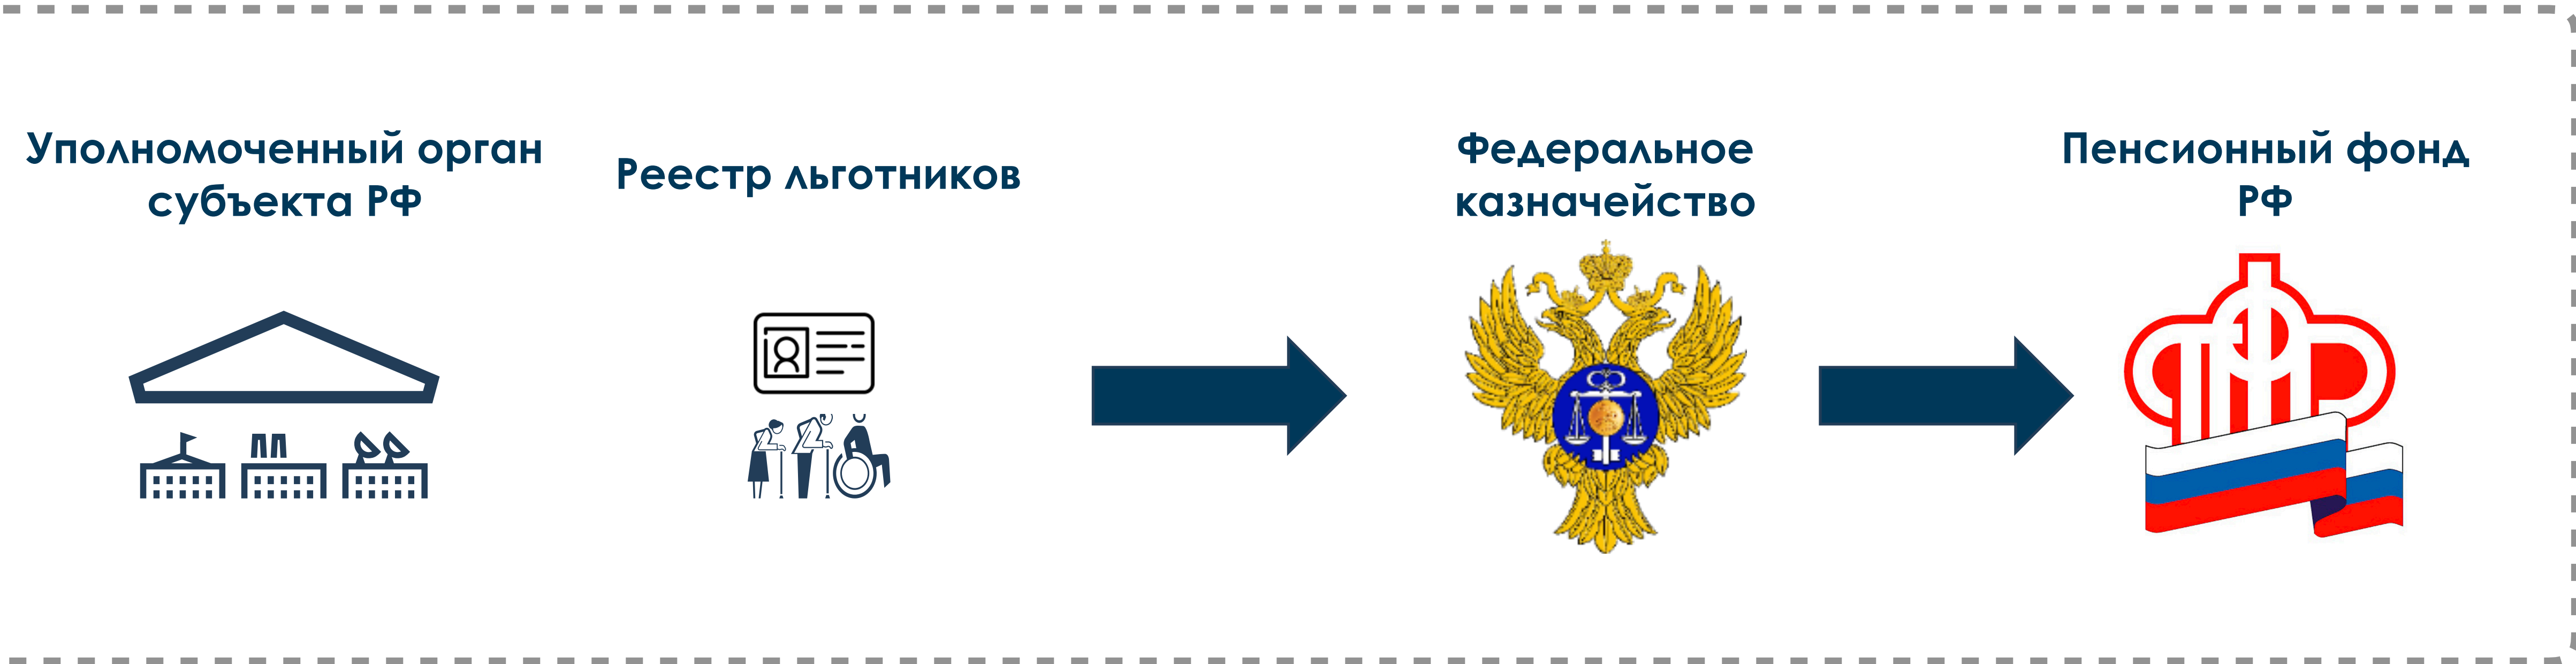 Уполномоченный орган
субъекта РФ
Реестр льготников
Федеральное
казначейство
Пенсионный фонд
РФ